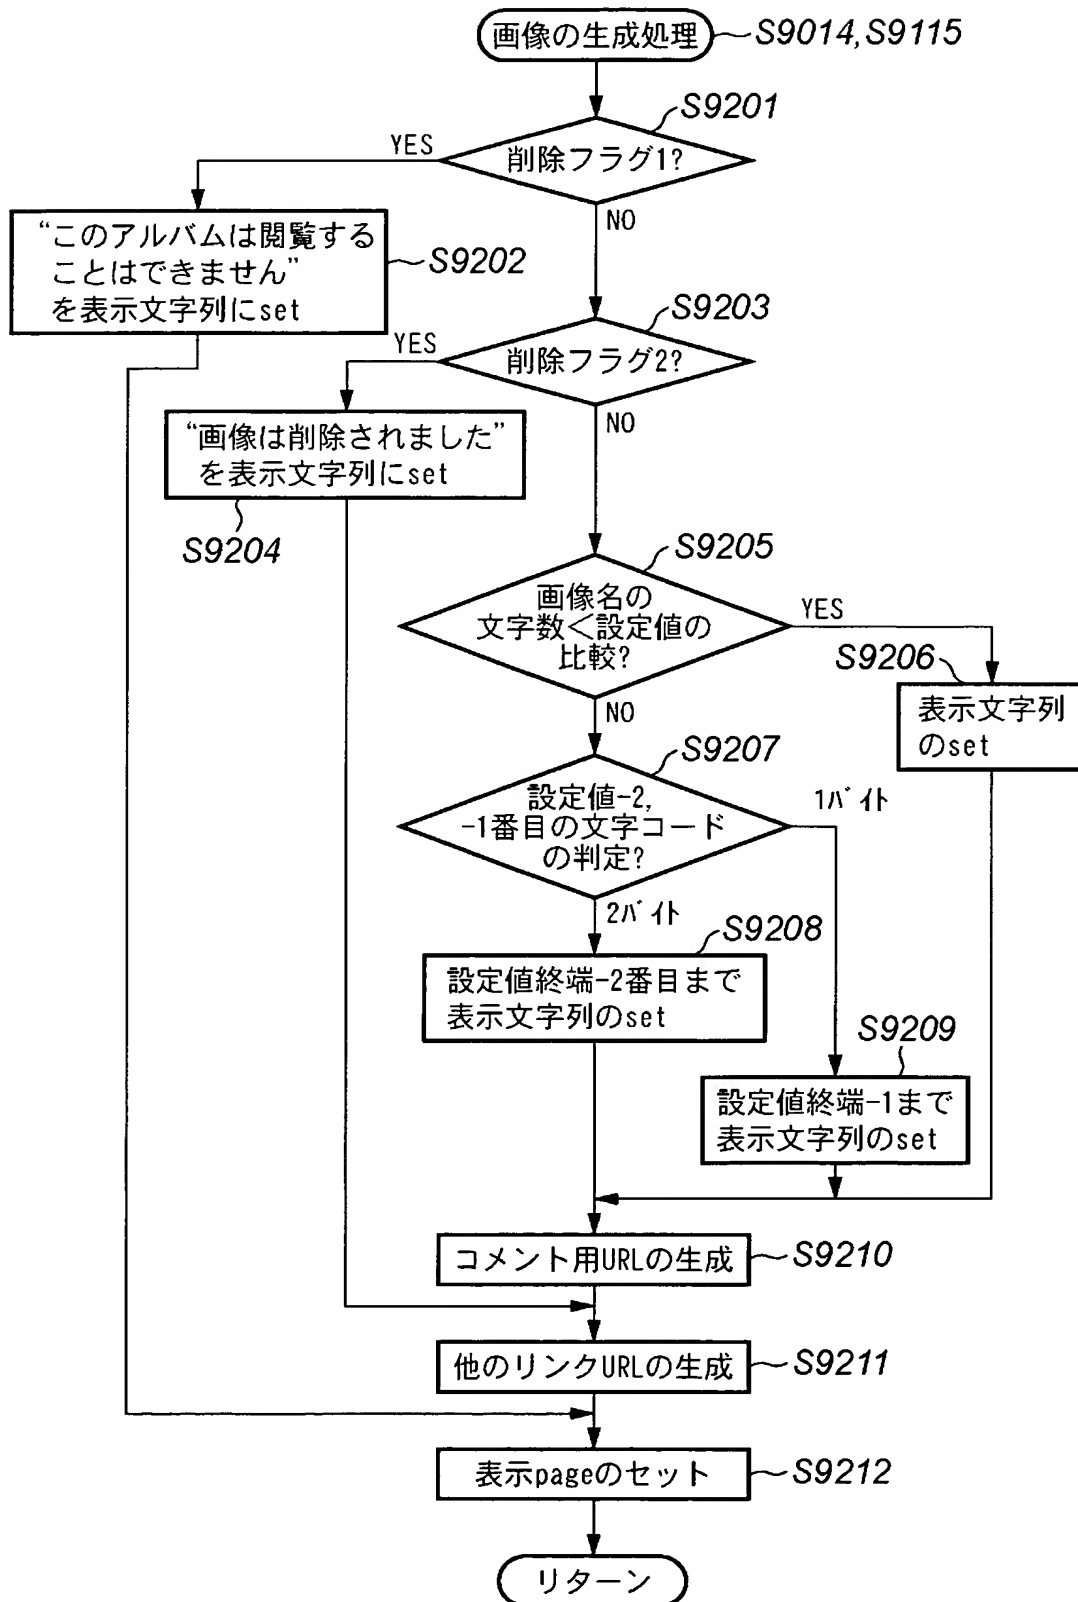 画像の生成処理
S9014,S9115
S9201
YES
削除フラグ1?
NO
“このアルバムは閲覧する
ことはできません”
を表示文字列にset
S9202
S9203
YES
削除フラグ2?
NO
“画像は削除されました”
を表示文字列にset
S9204
S9205
画像名の
文字数<設定値の
比較?
YES
NO
S9206
表示文字列
のset
S9207
設定値-2,
-1番目の文字コード
の判定?
1バイト
2バイト
S9208
設定値終端-2番目まで
表示文字列のset
S9209
設定値終端-1まで
表示文字列のset
コメント用URLの生成
S9210
他のリンクURLの生成
S9211
表示pageのセット
S9212
リターン